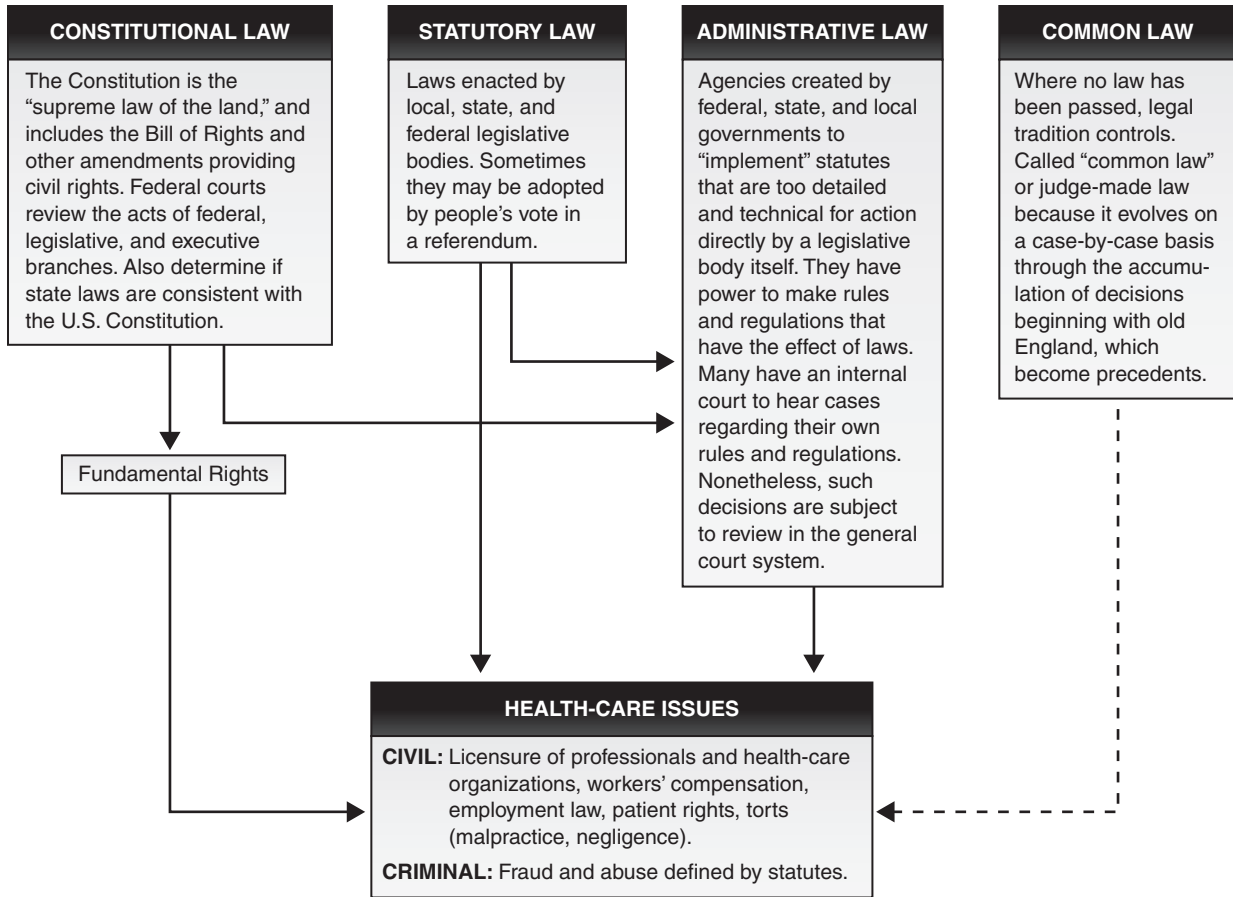 CONSTITUTIONAL LAW
The Constitution is the
“supreme law of the land,” and
includes the Bill of Rights and
other amendments providing
civil rights. Federal courts
review the acts of federal,
legislative, and executive
branches. Also determine if
state laws are consistent with
the U.S. Constitution.
Fundamental Rights
STATUTORY LAW
Laws enacted by
local, state, and
federal legislative
bodies. Sometimes
they may be adopted
by people’s vote in
a referendum.
ADMINISTRATIVE LAW
Agencies created by
federal, state, and local
governments to
“implement” statutes
that are too detailed
and technical for action
directly by a legislative
body itself. They have
power to make rules
and regulations that
have the effect of laws.
Many have an internal
court to hear cases
regarding their own
rules and regulations.
Nonetheless, such
decisions are subject
to review in the general
court system.
COMMON LAW
Where no law has
been passed, legal
tradition controls.
Called “common law”
or judge-made law
because it evolves on
a case-by-case basis
through the accumu-
lation of decisions
beginning with old
England, which
become precedents.
HEALTH-CARE ISSUES
CIVIL: Licensure of professionals and health-care
organizations, workers’ compensation,
employment law, patient rights, torts
(malpractice, negligence).
CRIMINAL: Fraud and abuse defined by statutes.